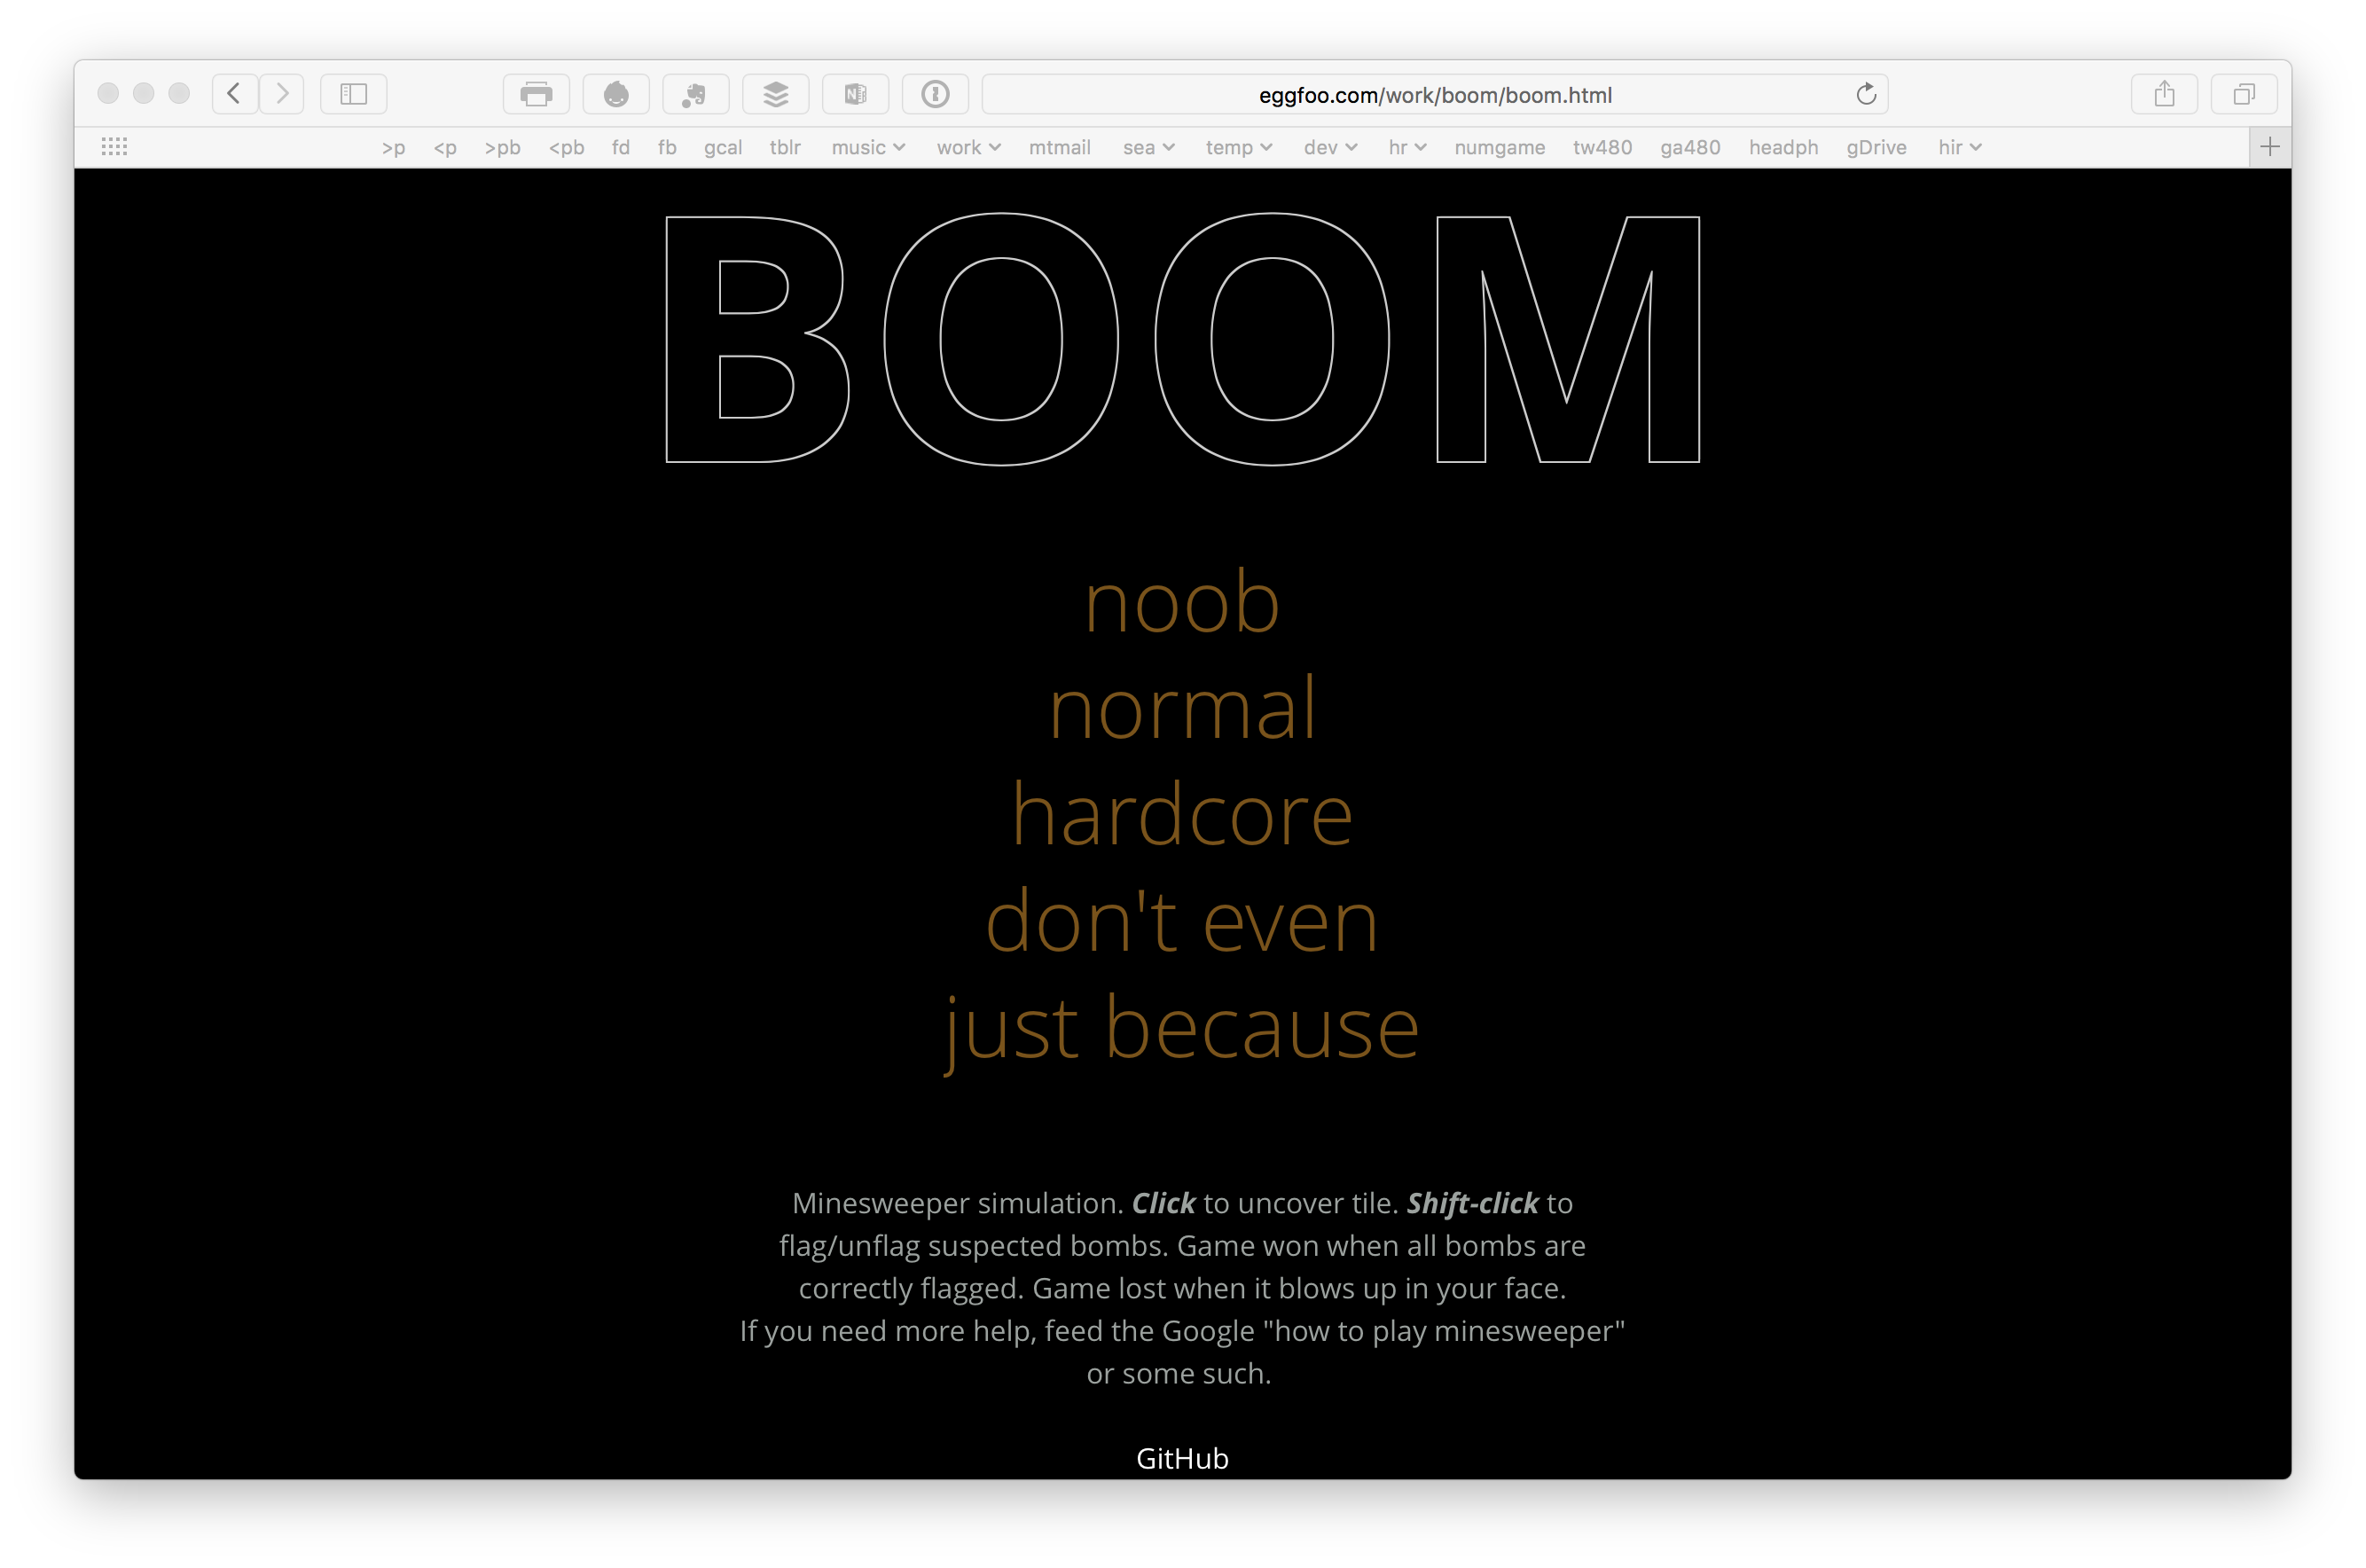 eggfoo.com/work/boom/boom.html
>p <p >pb <pb fd fb gcal tblr music work mtmail sea temp dev hr numgame tw480 ga480 headph gDrive hir
BOOM
noob
normal
hardcore
don't even
just because
Minesweeper simulation. Click to uncover tile. Shift-click to
flag/unflag suspected bombs. Game won when all bombs are
correctly flagged. Game lost when it blows up in your face.
If you need more help, feed the Google "how to play minesweeper"
or some such.
GitHub